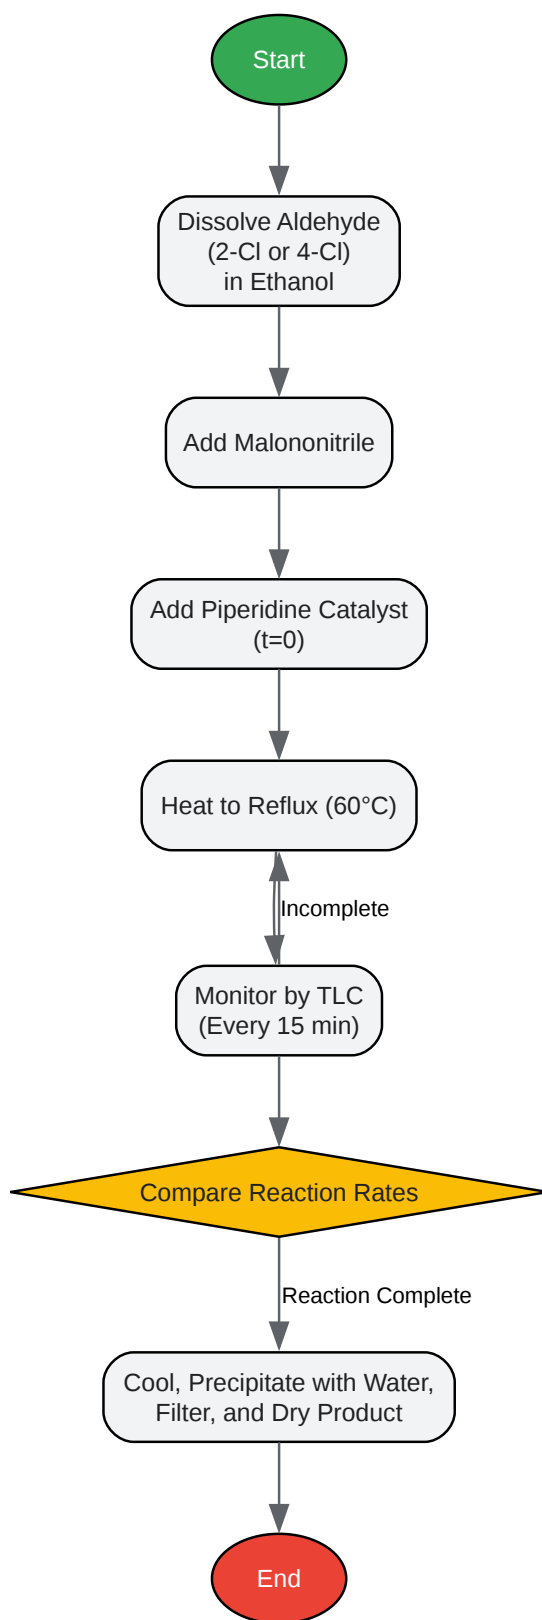 Start
Dissolve Aldehyde
(2-Cl or 4-Cl)
in Ethanol
Add Malononitrile
Add Piperidine Catalyst
(t=0)
Heat to Reflux (60°C)
Incomplete
Monitor by TLC
(Every 15 min)
Compare Reaction Rates
Reaction Complete
Cool, Precipitate with Water,
Filter, and Dry Product
End